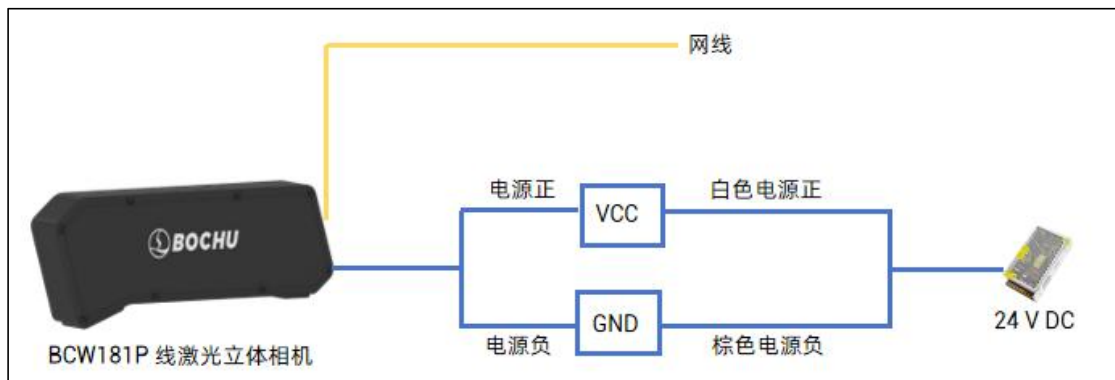 网线
电源正
VCC
白色电源正
BOCHU
电源负
GND
棕色电源负
24 V DC
BCW181P 线激光立体相机